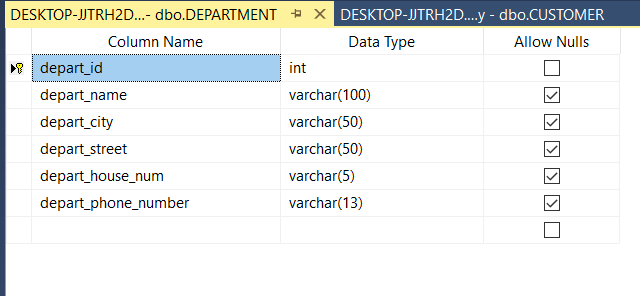 DESKTOP-JJTRH2D...- dbo.DEPARTMENT DESKTOP-JJTRH2D....y - dbo.CUSTOMER
Column Name Data Type Allow Nulls
depart_id int
depart_name varchar(100)
depart_city varchar(50)
depart_street varchar(50)
depart_house_num varchar(5)
depart_phone_number varchar(13)